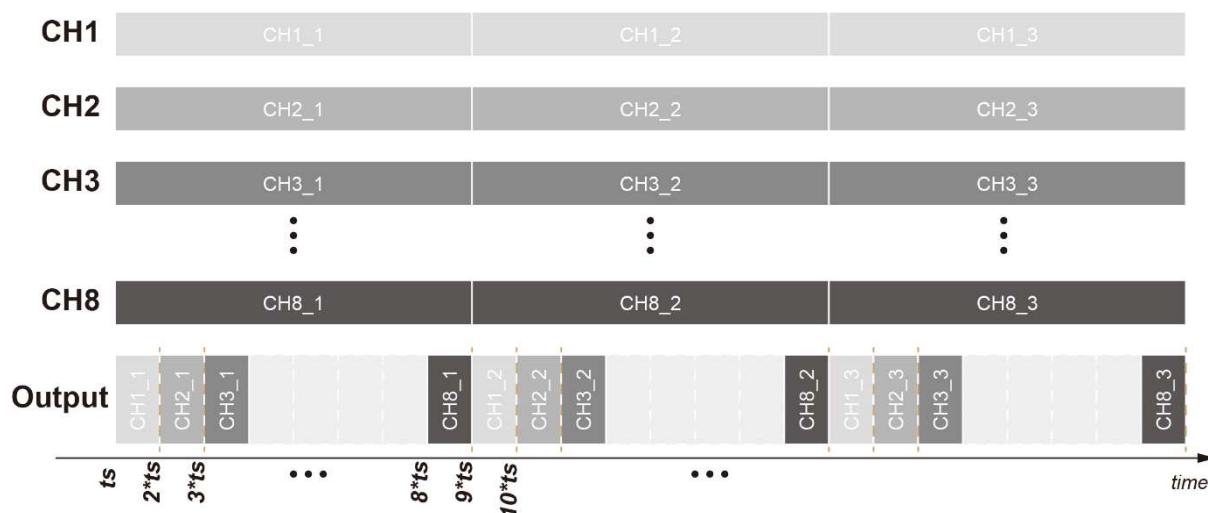 CH1 CH1_1 CH1_2 CH1_3
CH2 CH2_1 CH2_2 CH2_3
CH3 CH3_1 CH3_2 CH3_3
CH8 CH8_1 CH8_2 CH8_3
Output CH1_1 CH2_1 CH3_1 CH8_1 CH1_2 CH2_2 CH3_2 CH8_2 CH1_3 CH2_3 CH3_3 CH8_3
ts 2*ts 3*ts 8*ts 9*ts 10*ts time